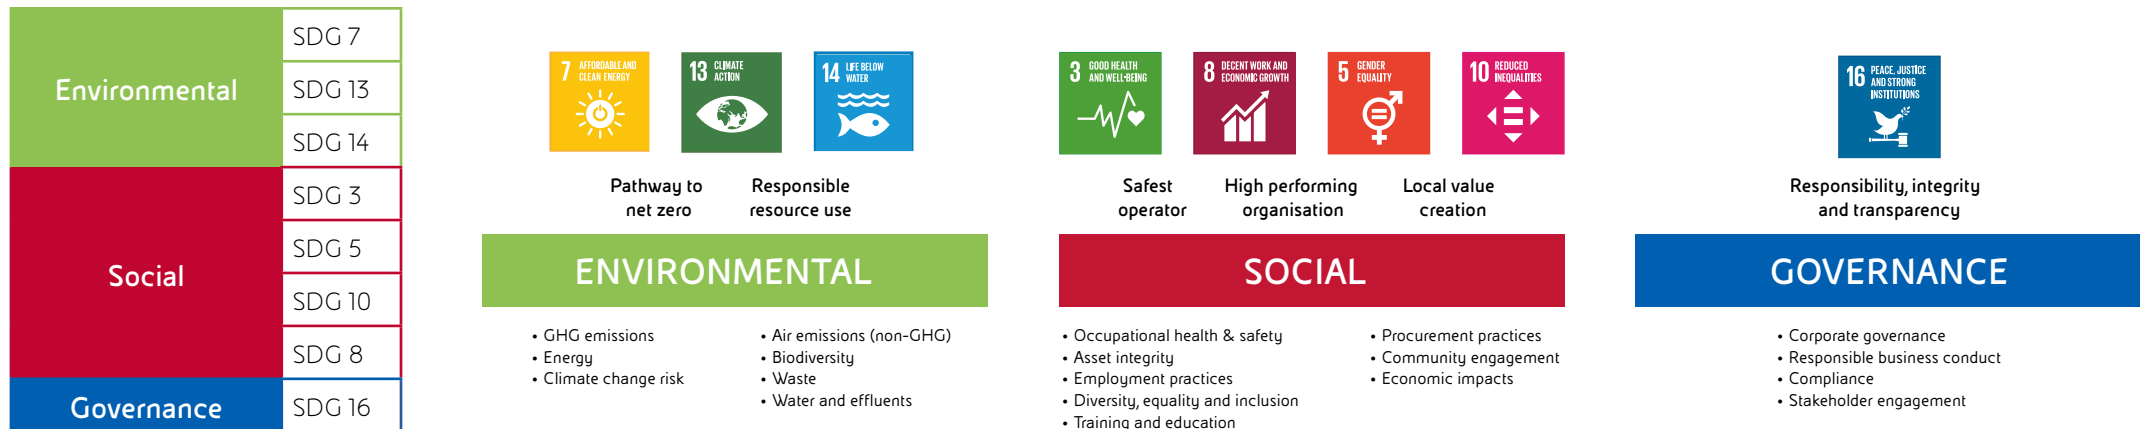 Environmental
SDG 7
SDG 13
SDG 14
Social
SDG 3
SDG 5
SDG 10
SDG 8
Governance
SDG 16
7 AFFORDABLE AND
CLEAN ENERGY
13 CLIMATE
ACTION
14 LIFE BELOW
WATER
Pathway to
net zero
Responsible
resource use
ENVIRONMENTAL
• GHG emissions
• Energy
• Climate change risk
• Air emissions (non-GHG)
• Biodiversity
• Waste
• Water and effluents
3 GOOD HEALTH
AND WELL-BEING
8 DECENT WORK AND
ECONOMIC GROWTH
5 GENDER
EQUALITY
10 REDUCED
INEQUALITIES
Safest
operator
High performing
organisation
Local value
creation
SOCIAL
• Occupational health & safety
• Asset integrity
• Employment practices
• Diversity, equality and inclusion
• Training and education
• Procurement practices
• Community engagement
• Economic impacts
16 PEACE, JUSTICE
AND STRONG
INSTITUTIONS
Responsibility, integrity
and transparency
GOVERNANCE
• Corporate governance
• Responsible business conduct
• Compliance
• Stakeholder engagement